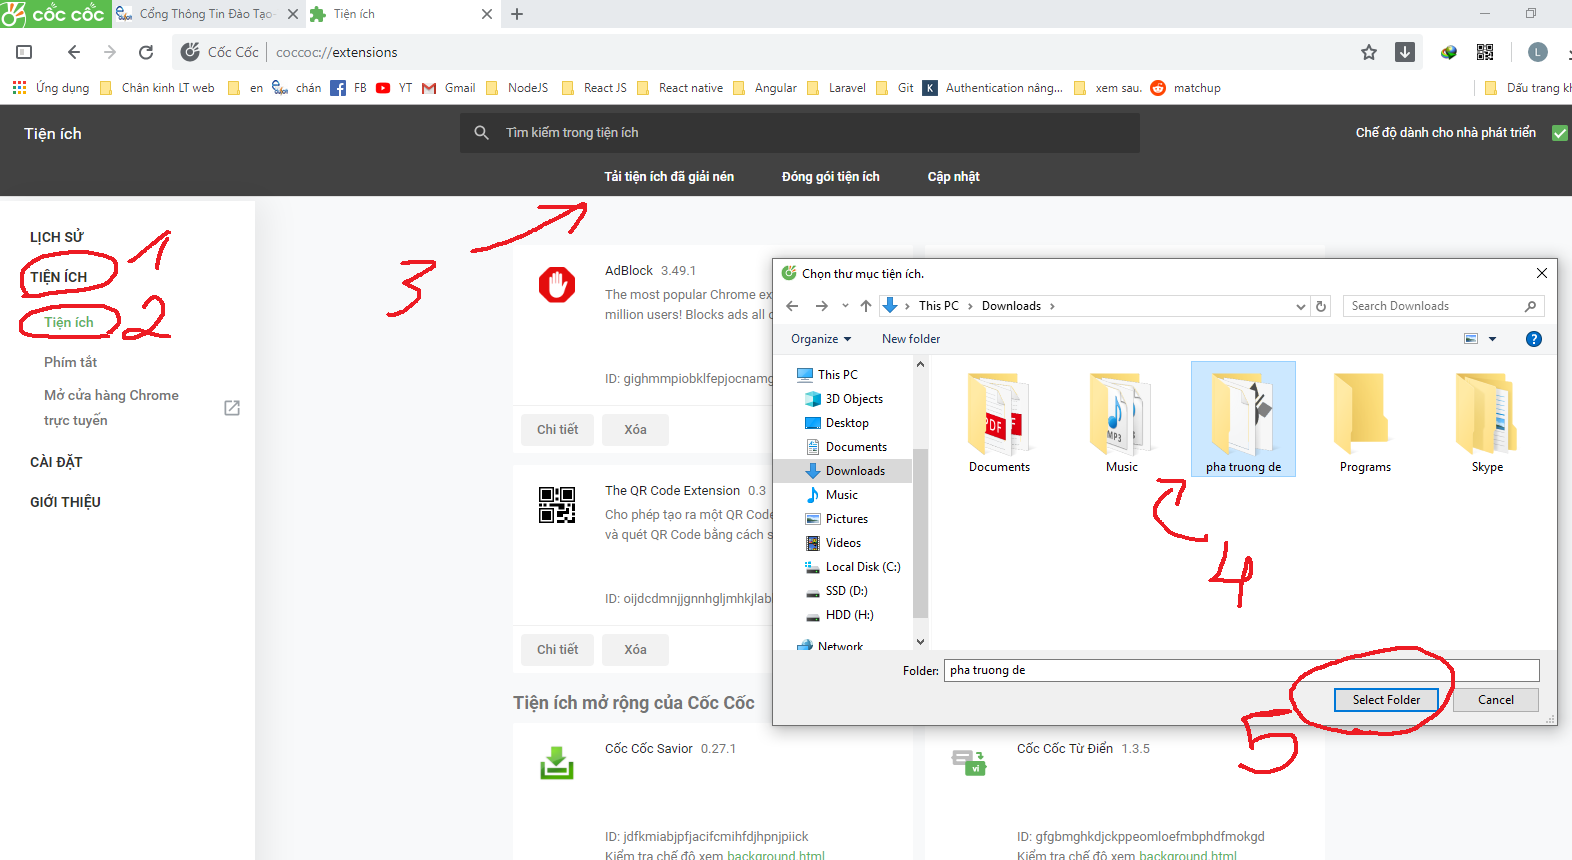 cốc cốc
Cổng Thông Tin Đào Tạo
Tiện ích
Cốc Cốc
coccoc://extensions
L
Ứng dụng
Chân kinh LT web
en
chán
FB
YT
Gmail
NodeJS
React JS
React native
Angular
Laravel
Git
K
Authentication nâng...
xem sau.
matchup
Dấu trang kh
Tiện ích
Tìm kiếm trong tiện ích
Chế độ dành cho nhà phát triển
Tải tiện ích đã giải nén
Đóng gói tiện ích
Cập nhật
LỊCH SỬ
1
TIỆN ÍCH
2
Tiện ích
Phím tắt
Mở cửa hàng Chrome
trực tuyến
CÀI ĐẶT
GIỚI THIỆU
3
AdBlock 3.49.1
The most popular Chrome ex
million users! Blocks ads all
ID: gighmmpiobklfepjocnamg
Chi tiết
Xóa
The QR Code Extension 0.3
Cho phép tạo ra một QR Code
và quét QR Code bằng cách s
ID: oijdcdmnjjgnnhgljmhkjlab
Chi tiết
Xóa
Tiện ích mở rộng của Cốc Cốc
Cốc Cốc Savior 0.27.1
ID: jdfkmiabjpfjacifcmihfdjhpnjpiick
Kiểm tra chế độ xem background.html
vi
Cốc Cốc Từ Điển 1.3.5
ID: gfgbmghkdjckppeomloefmbphdfmokgd
Kiểm tra chế độ xem background.html
Chọn thư mục tiện ích.
This PC
Downloads
Search Downloads
Organize
New folder
?
This PC
3D Objects
Desktop
Documents
Downloads
Music
Pictures
Videos
Local Disk (C:)
SSD (D:)
HDD (H:)
Network
PDF
Documents
MP3
Music
pha truong de
Programs
Skype
4
Folder:
pha truong de
Select Folder
Cancel
5